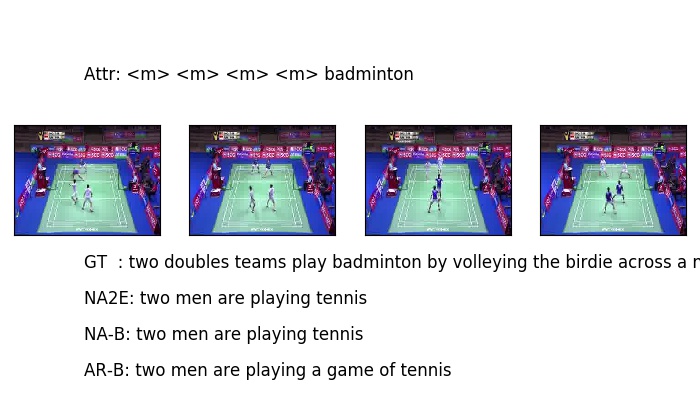 Attr: <m> <m> <m> <m> badminton
GT : two doubles teams play badminton by volleying the birdie across a
NA2E: two men are playing tennis
NA-B: two men are playing tennis
AR-B: two men are playing a game of tennis